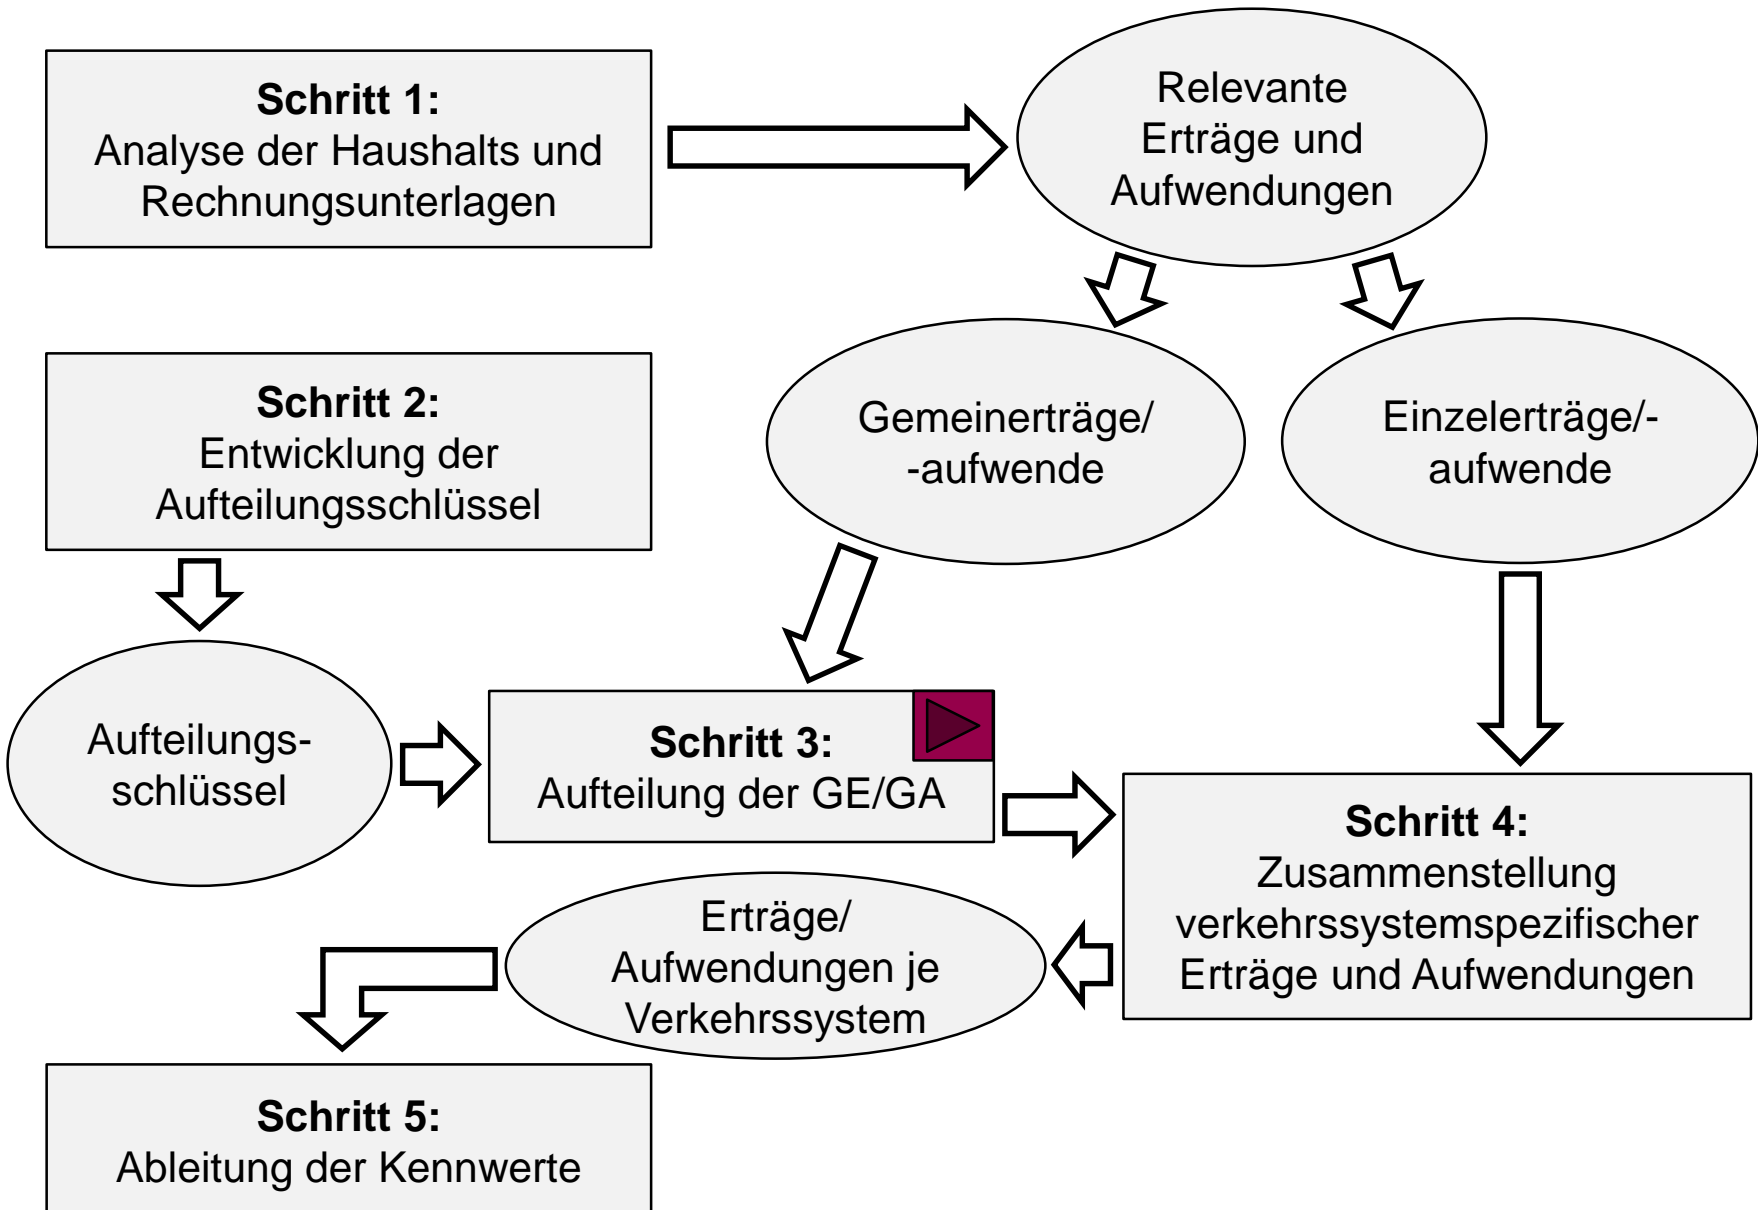 Schritt 1:
Analyse der Haushalts und
Rechnungsunterlagen
Relevante
Erträge und
Aufwendungen
Schritt 2:
Entwicklung der
Aufteilungsschlüssel
Gemeinerträge/
-aufwende
Einzelerträge/-
aufwende
Aufteilungs-
schlüssel
Schritt 3:
Aufteilung der GE/GA
Schritt 4:
Zusammenstellung
verkehrssystemspezifischer
Erträge und Aufwendungen
Erträge/
Aufwendungen je
Verkehrssystem
Schritt 5:
Ableitung der Kennwerte